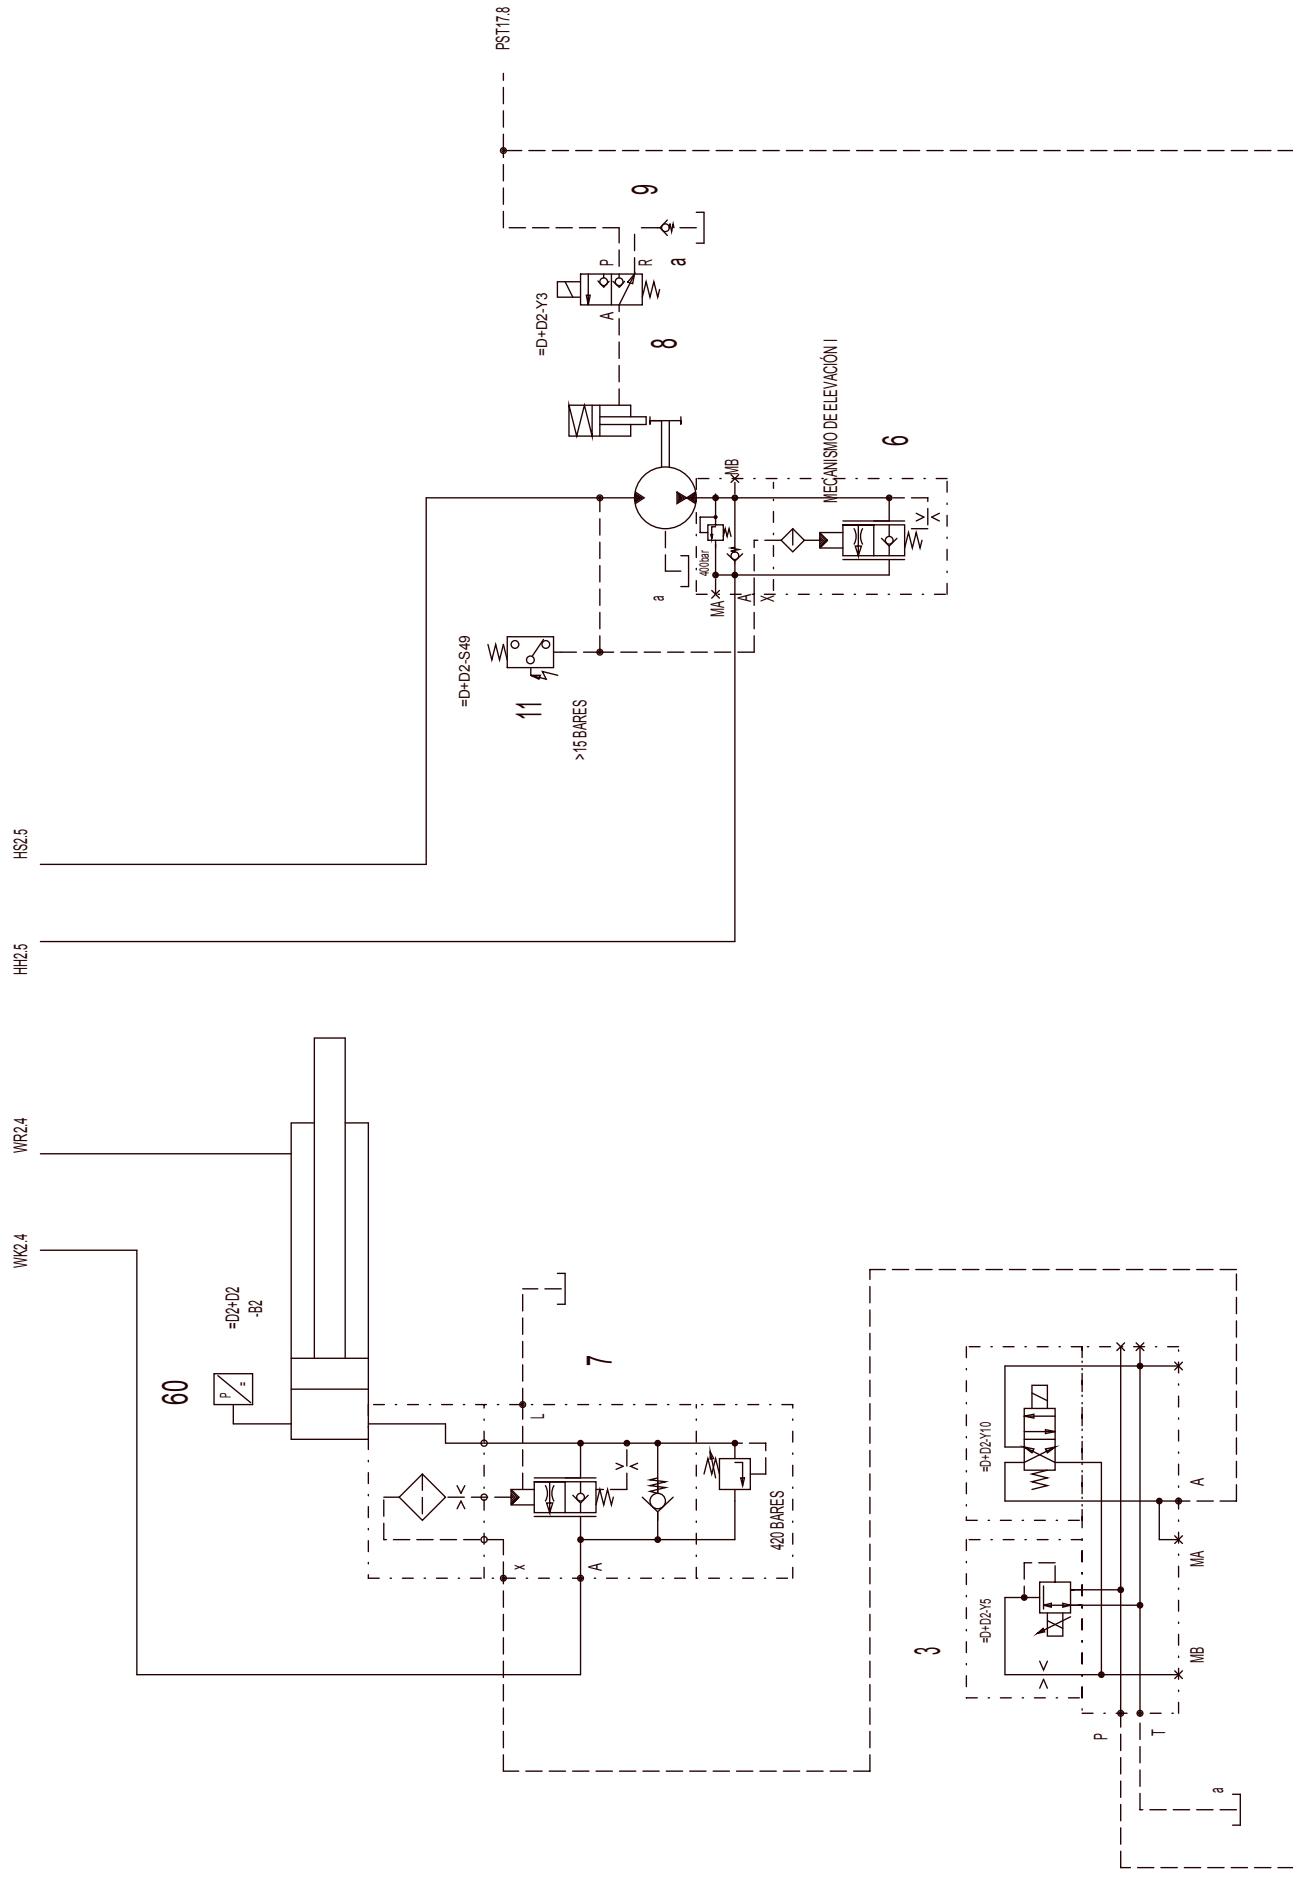 PST17.8
9
P
R
a
=D+D2-Y3
A
8
MECANISMO DE ELEVACIÓN I
6
MB
400bar
a
MA
A
X
=D+D2-S49
11
>15 BARES
HS2.5
HH2.5
WR2.4
WK2.4
=D2+D2
-B2
60
P
=
7
L
x
A
420 BARES
=D+D2-Y10
A
3
=D+D2-Y5
MA
MB
P
T
a